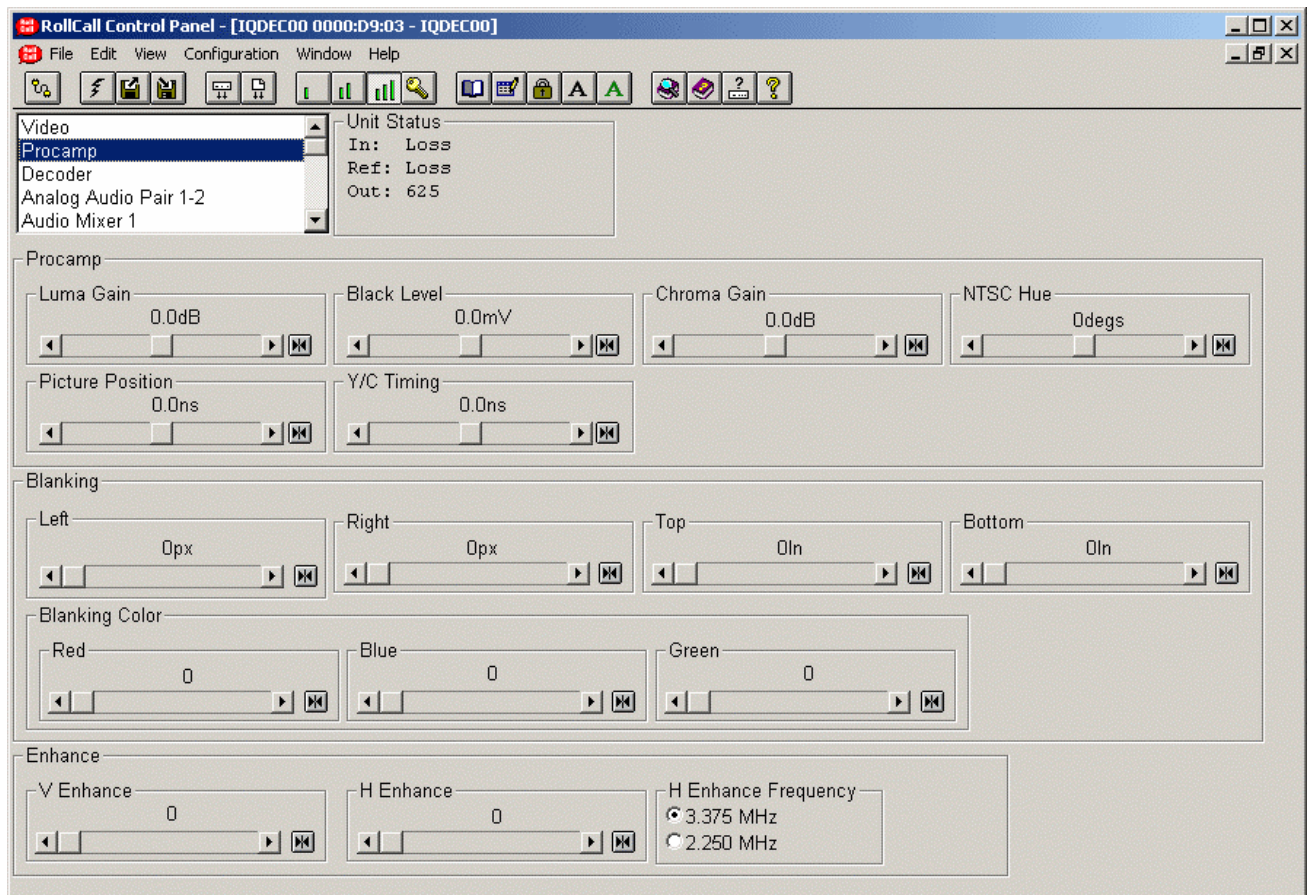 RollCall Control Panel - [IQDEC00 0000:D9:03 - IQDEC00]
File Edit View Configuration Window Help
Video
Procamp
Decoder
Analog Audio Pair 1-2
Audio Mixer 1
Unit Status
In: Loss
Ref: Loss
Out: 625
Procamp
Luma Gain
0.0dB
Black Level
0.0mV
Chroma Gain
0.0dB
NTSC Hue
0degs
Picture Position
0.0ns
Y/C Timing
0.0ns
Blanking
Left
0px
Right
0px
Top
0ln
Bottom
0ln
Blanking Color
Red
0
Blue
0
Green
0
Enhance
V Enhance
0
H Enhance
0
H Enhance Frequency
3.375 MHz
2.250 MHz